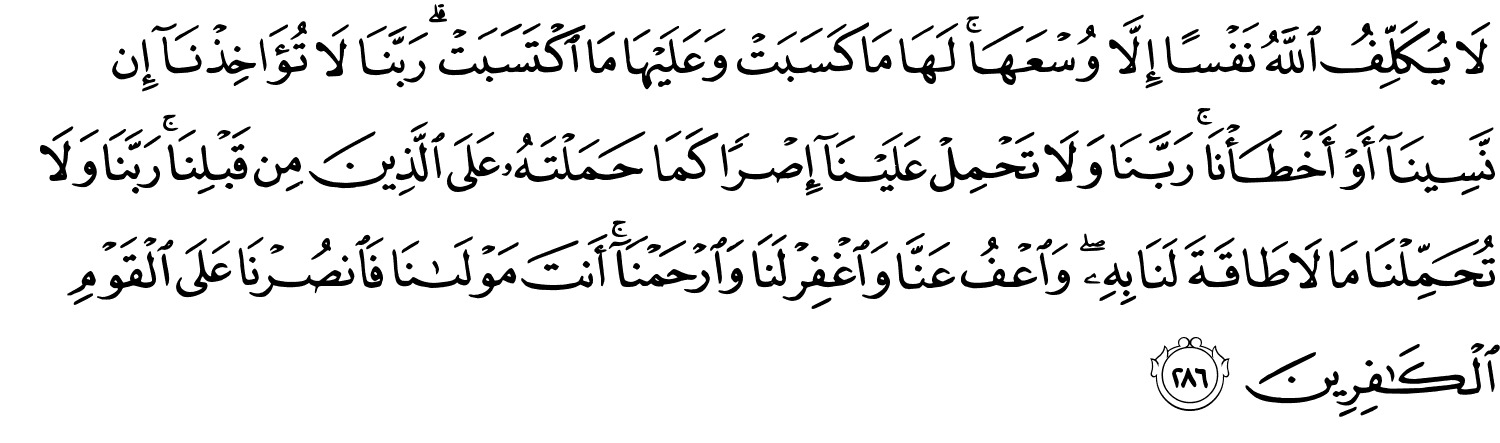 لَا يُكَلِّفُ ٱللَّهُ نَفْسًا إِلَّا وُسْعَهَا ۚ لَهَا مَا كَسَبَتْ وَعَلَيْهَا مَا ٱكْتَسَبَتْ ۗ رَبَّنَا لَا تُؤَاخِذْنَآ إِن
نَّسِينَآ أَوْ أَخْطَأْنَا ۚ رَبَّنَا وَلَا تَحْمِلْ عَلَيْنَآ إِصْرًا كَمَا حَمَلْتَهُۥ عَلَى ٱلَّذِينَ مِن قَبْلِنَا ۚ رَبَّنَا وَلَا
تُحَمِّلْنَا مَا لَا طَاقَةَ لَنَا بِهِۦ ۖ وَٱعْفُ عَنَّا وَٱغْفِرْ لَنَا وَٱرْحَمْنَآ ۚ أَنتَ مَوْلَىٰنَا فَٱنصُرْنَا عَلَى ٱلْقَوْمِ
ٱلْكَـٰفِرِينَ ٢٨٦